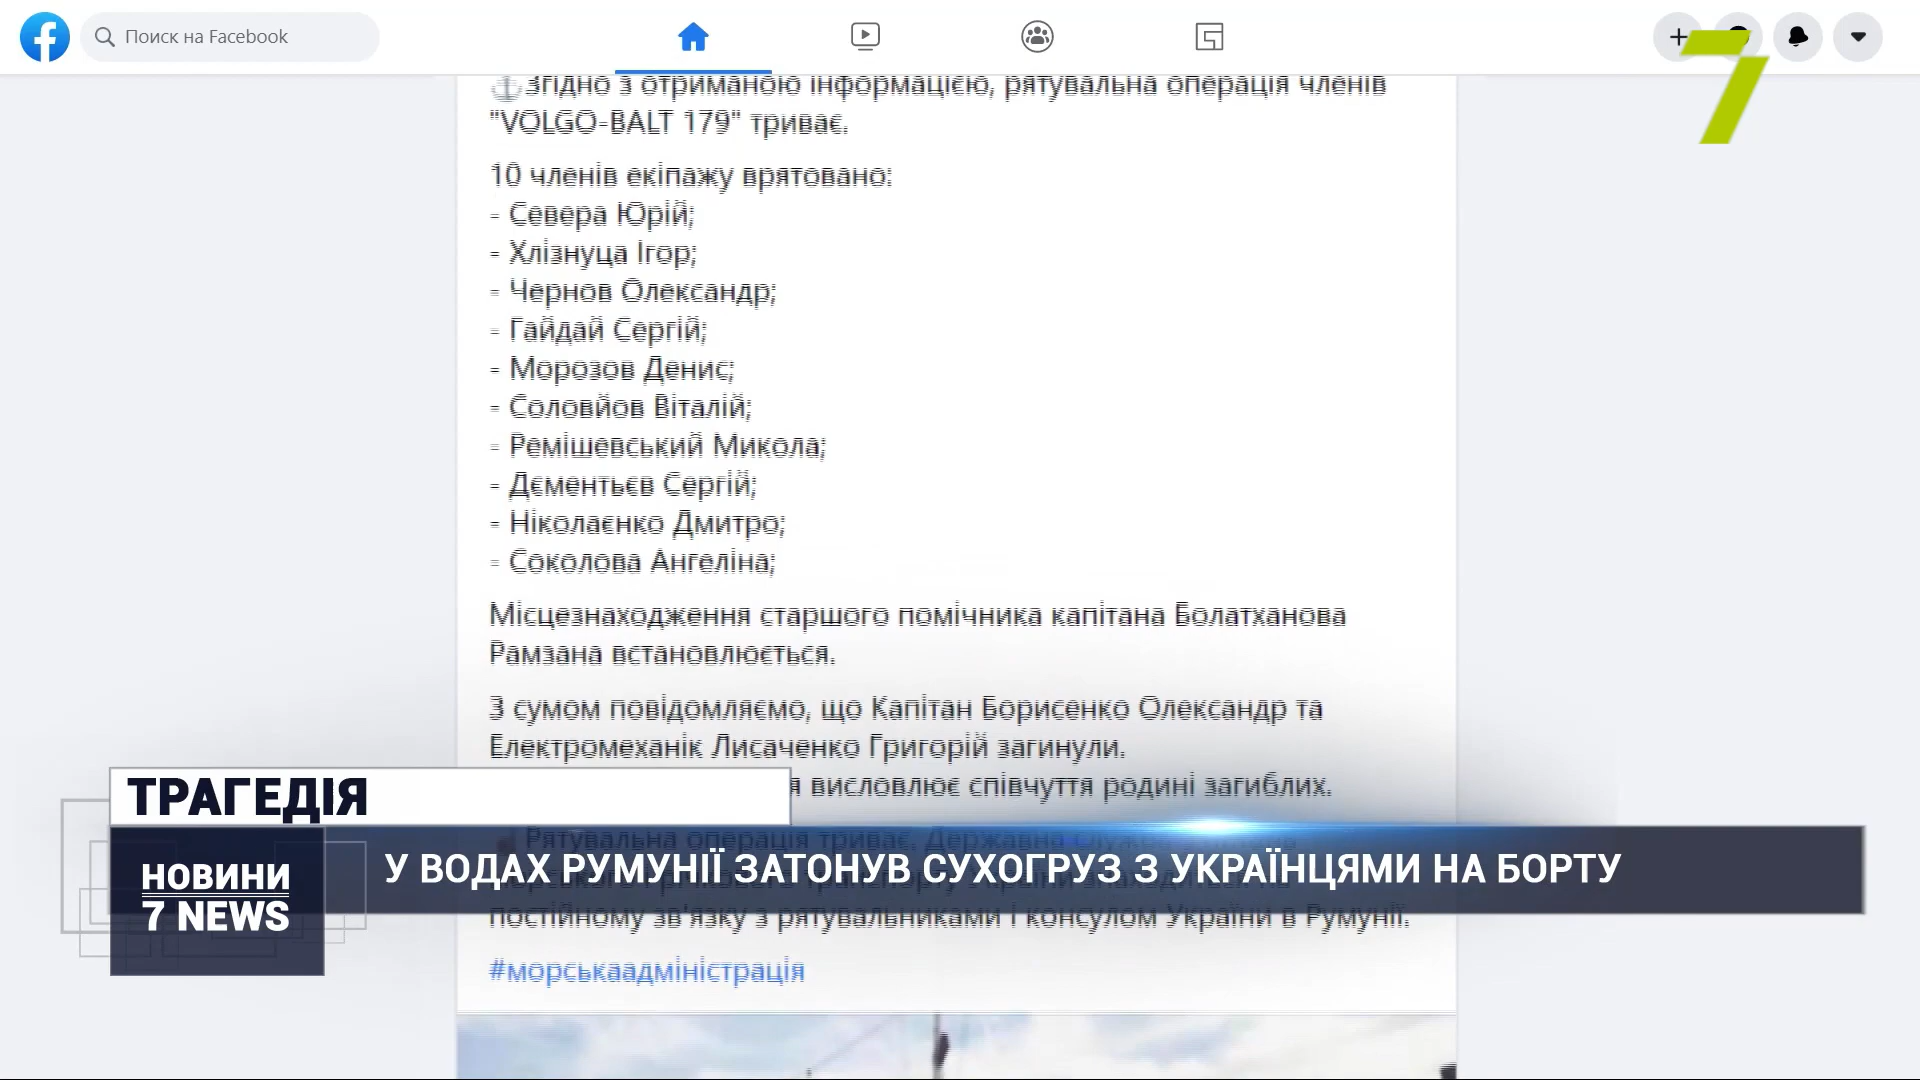 Поиск на Facebook
7
Згідно з отриманою інформацією, рятувальна операція членів
"VOLGO-BALT 179" триває.
10 членів екіпажу врятовано:
- Севера Юрій;
- Хлізнуца Ігор;
- Чернов Олександр;
- Гайдай Сергій;
- Морозов Денис;
- Соловйов Віталій;
- Ремішевський Микола;
- Дєментьєв Сергій;
- Ніколаєнко Дмитро;
- Соколова Ангеліна;
Місцезнаходження старшого помічника капітана Болатханова
Рамзана встановлюється.
З сумом повідомляємо, що Капітан Борисенко Олександр та
Електромеханік Лисаченко Григорій загинули.
я висловлює співчуття родині загиблих.
ТРАГЕДІЯ
Рятувальна операція триває, Державна служба
У ВОДАХ РУМУНІЇ ЗАТОНУВ СУХОГРУЗ З УКРАЇНЦЯМИ НА БОРТУ
НОВИНИ
7 NEWS
постійному зв'язку з рятувальниками і консулом України в Румунії.
#морськаадміністрація